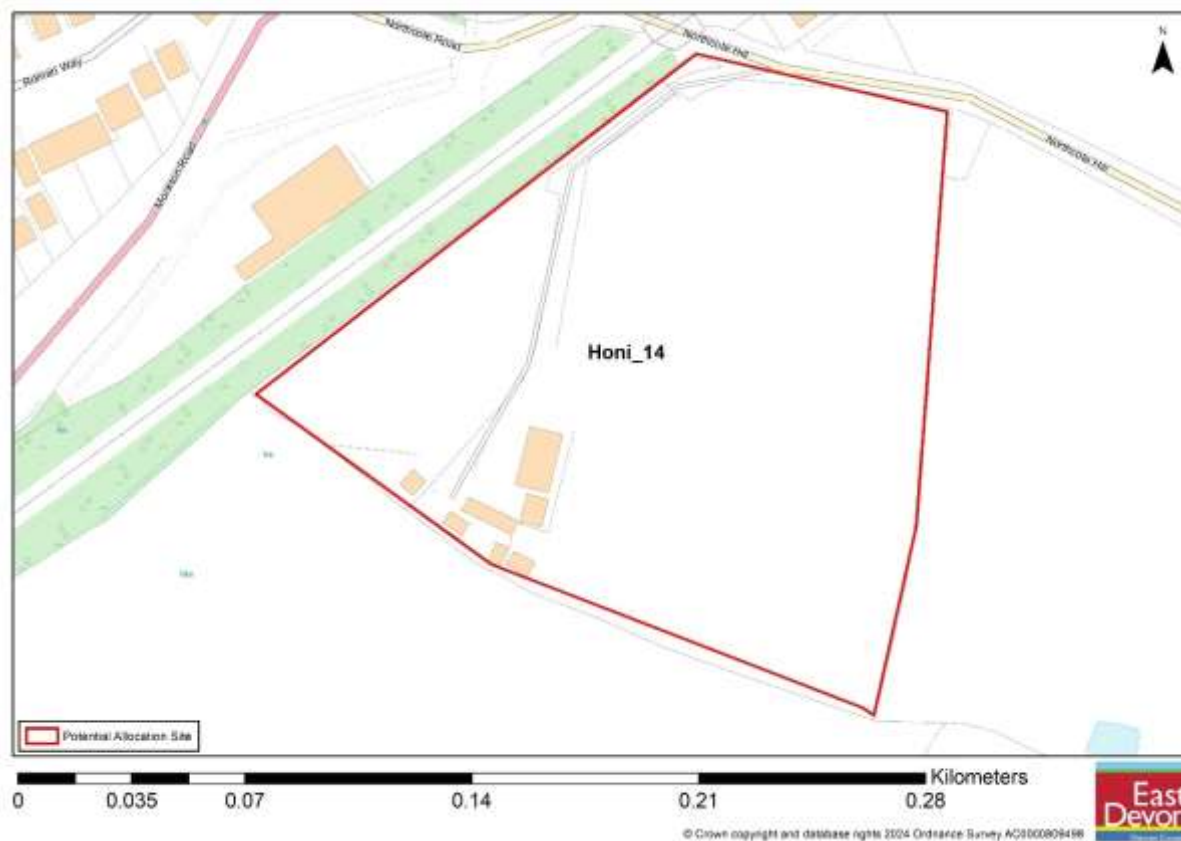 Northcote Road
Northcote Hill
N
Roman Way
Monkton Road
Northcote Hill
Honi_14
Potential Allocation Site
Kilometers
0 0.035 0.07 0.14 0.21 0.28
East
Devon
© Crown copyright and database rights 2024 Ordnance Survey